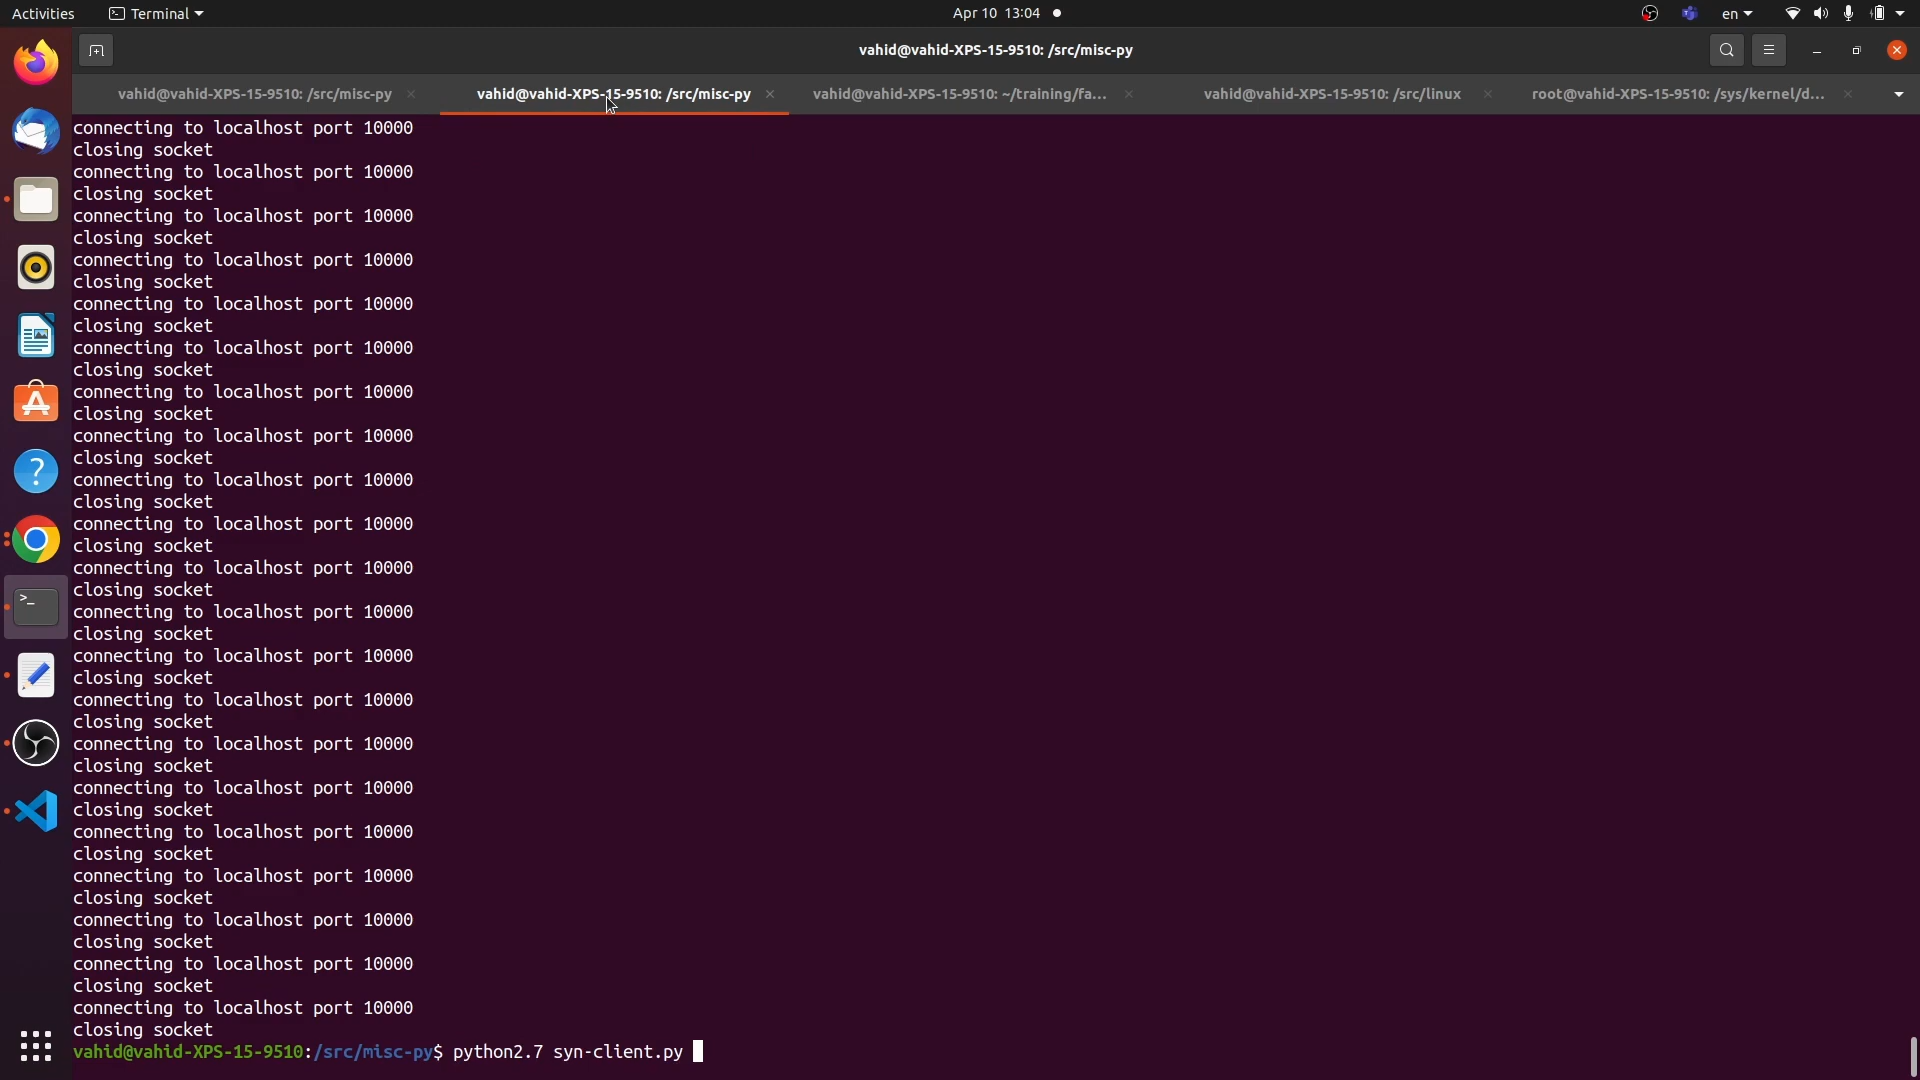 Activities Terminal Apr 10 13:04 en
vahid@vahid-XPS-15-9510: /src/misc-py
vahid@vahid-XPS-15-9510: /src/misc-py vahid@vahid-XPS-15-9510: /src/misc-py vahid@vahid-XPS-15-9510: ~/training/fa... vahid@vahid-XPS-15-9510: /src/linux root@vahid-XPS-15-9510: /sys/kernel/d...
connecting to localhost port 10000
closing socket
connecting to localhost port 10000
closing socket
connecting to localhost port 10000
closing socket
connecting to localhost port 10000
closing socket
connecting to localhost port 10000
closing socket
connecting to localhost port 10000
closing socket
connecting to localhost port 10000
closing socket
connecting to localhost port 10000
closing socket
connecting to localhost port 10000
closing socket
connecting to localhost port 10000
closing socket
connecting to localhost port 10000
closing socket
connecting to localhost port 10000
closing socket
connecting to localhost port 10000
closing socket
connecting to localhost port 10000
closing socket
connecting to localhost port 10000
closing socket
connecting to localhost port 10000
closing socket
connecting to localhost port 10000
closing socket
connecting to localhost port 10000
closing socket
connecting to localhost port 10000
closing socket
connecting to localhost port 10000
closing socket
connecting to localhost port 10000
closing socket
vahid@vahid-XPS-15-9510:/src/misc-py$ python2.7 syn-client.py